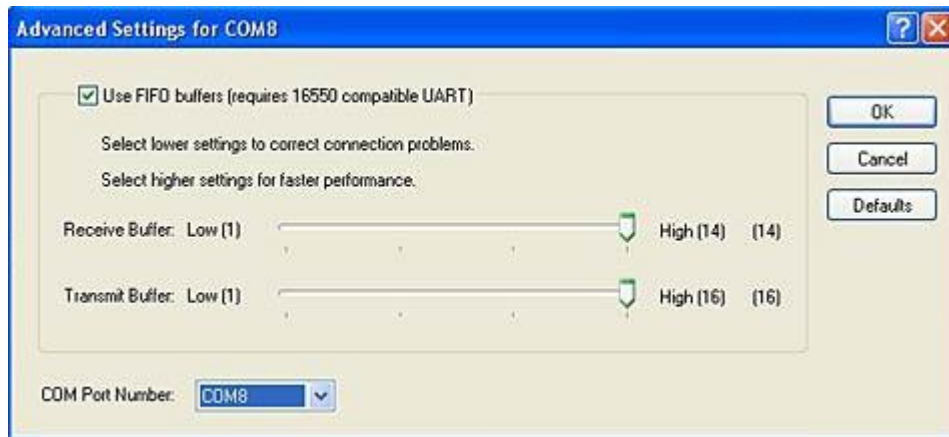 Advanced Settings for COM8
Use FIFO buffers (requires 16550 compatible UART)
OK
Select lower settings to correct connection problems.
Cancel
Select higher settings for faster performance.
Defaults
Receive Buffer: Low (1) High (14) (14)
Transmit Buffer: Low (1) High (16) (16)
COM Port Number: COM8